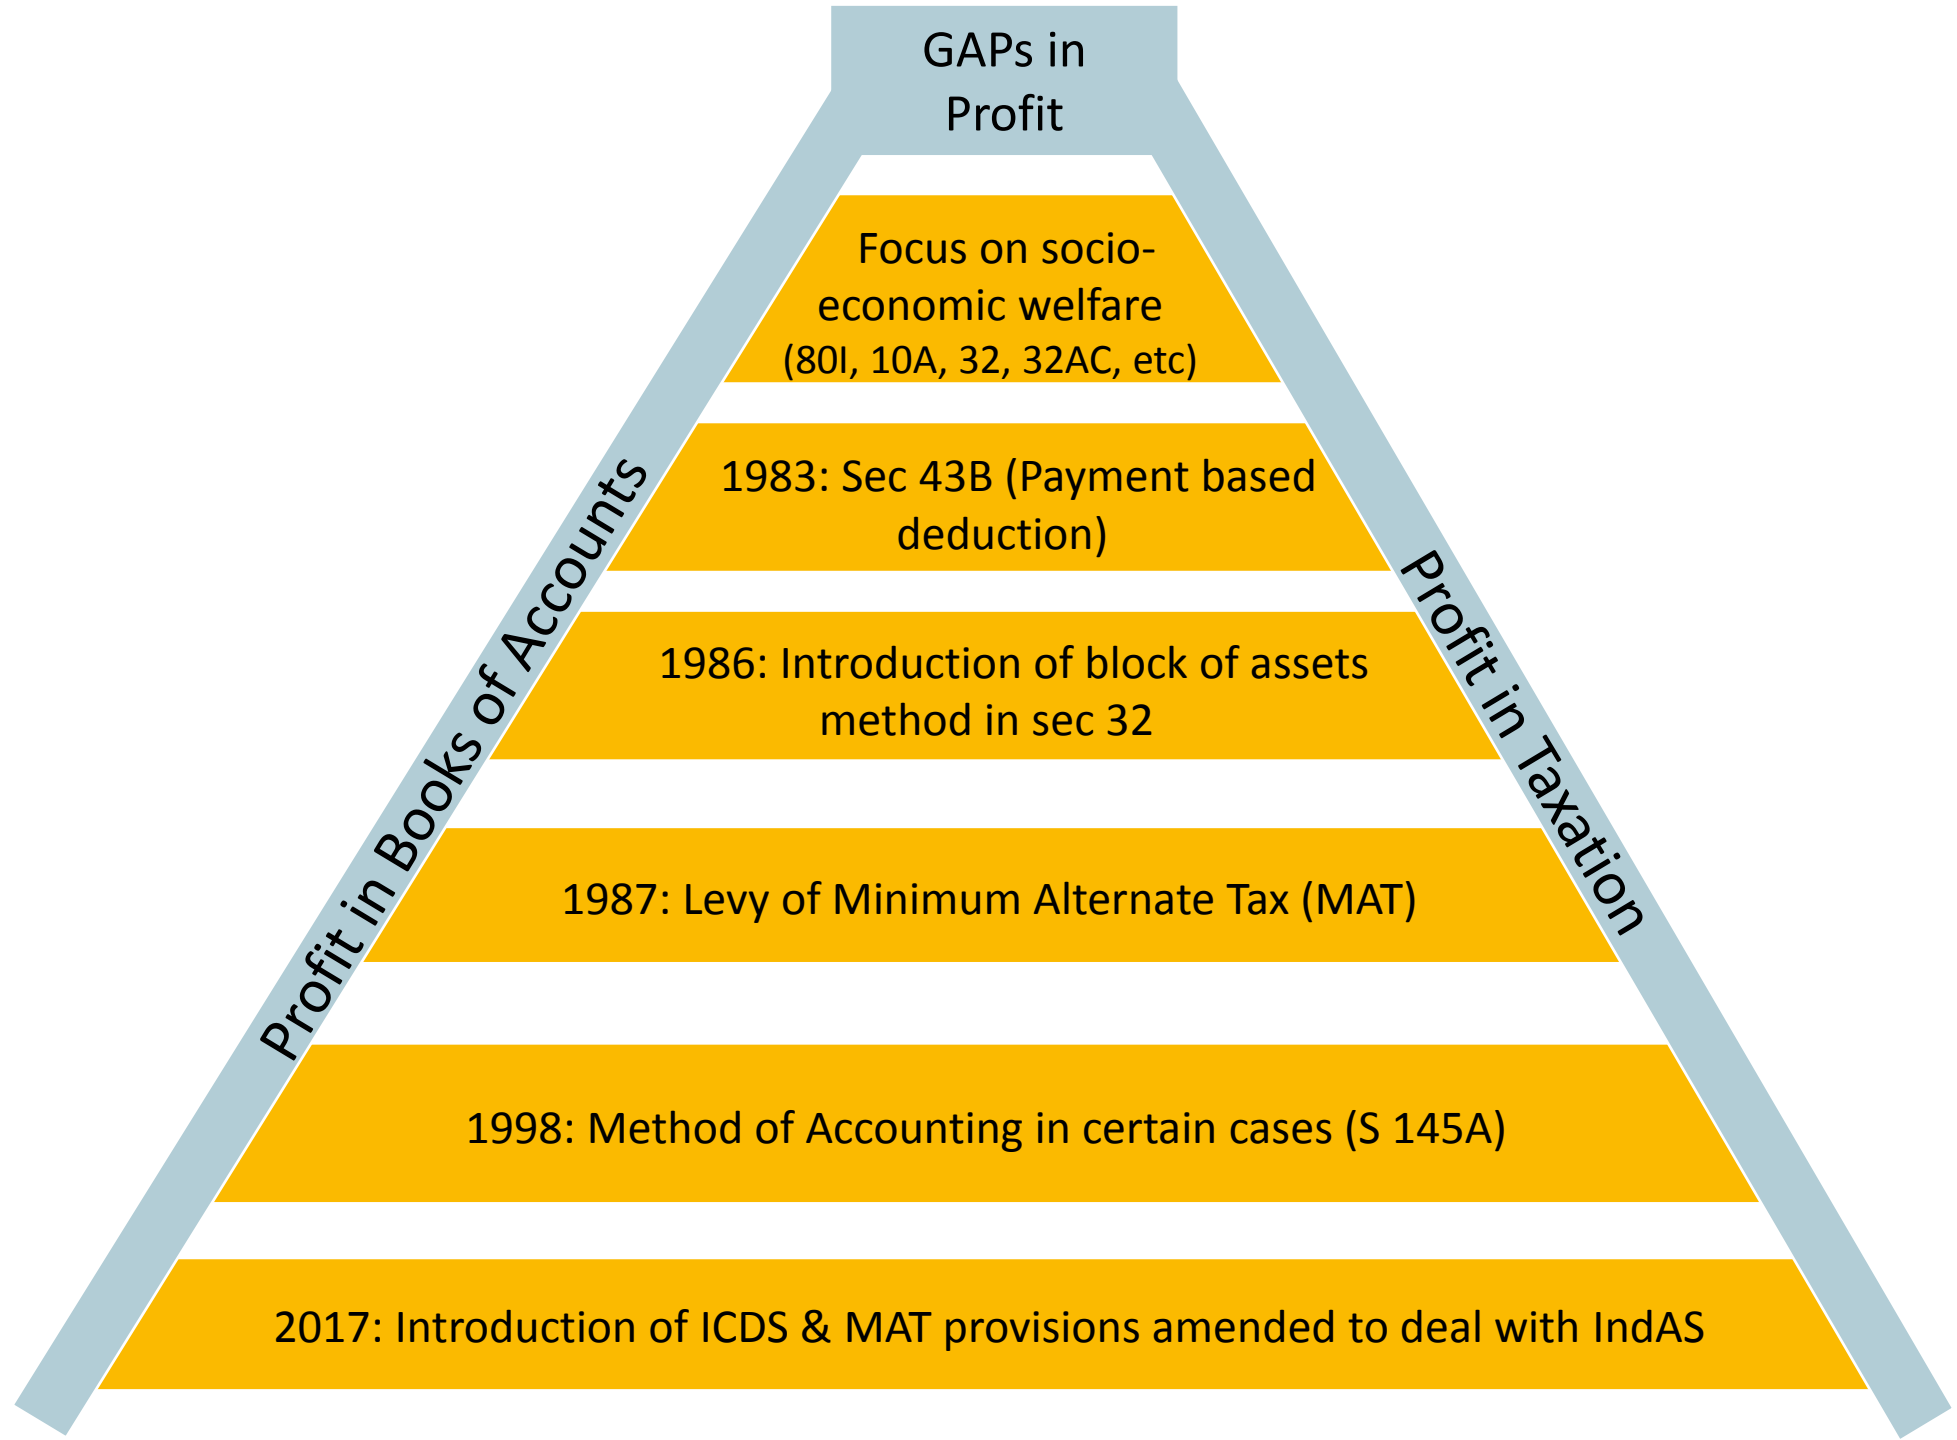 GAPs in
Profit
Focus on socio-
economic welfare
(80I, 10A, 32, 32AC, etc)
1983: Sec 43B (Payment based
deduction)
1986: Introduction of block of assets
method in sec 32
1987: Levy of Minimum Alternate Tax (MAT)
1998: Method of Accounting in certain cases (S 145A)
2017: Introduction of ICDS & MAT provisions amended to deal with IndAS
Profit in Books of Accounts
Profit in Taxation